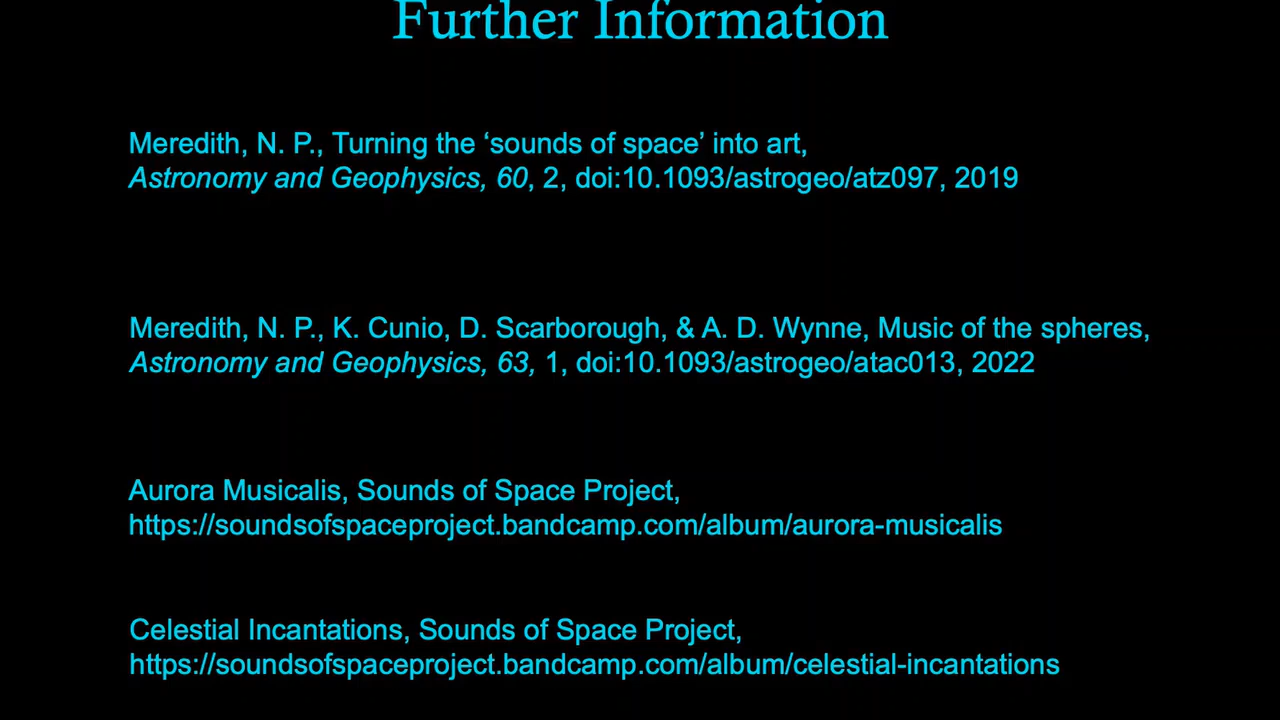 Further Information
Meredith, N. P., Turning the ‘sounds of space’ into art,
Astronomy and Geophysics, 60, 2, doi:10.1093/astrogeo/atz097, 2019
Meredith, N. P., K. Cunio, D. Scarborough, & A. D. Wynne, Music of the spheres,
Astronomy and Geophysics, 63, 1, doi:10.1093/astrogeo/atac013, 2022
Aurora Musicalis, Sounds of Space Project,
https://soundsofspaceproject.bandcamp.com/album/aurora-musicalis
Celestial Incantations, Sounds of Space Project,
https://soundsofspaceproject.bandcamp.com/album/celestial-incantations